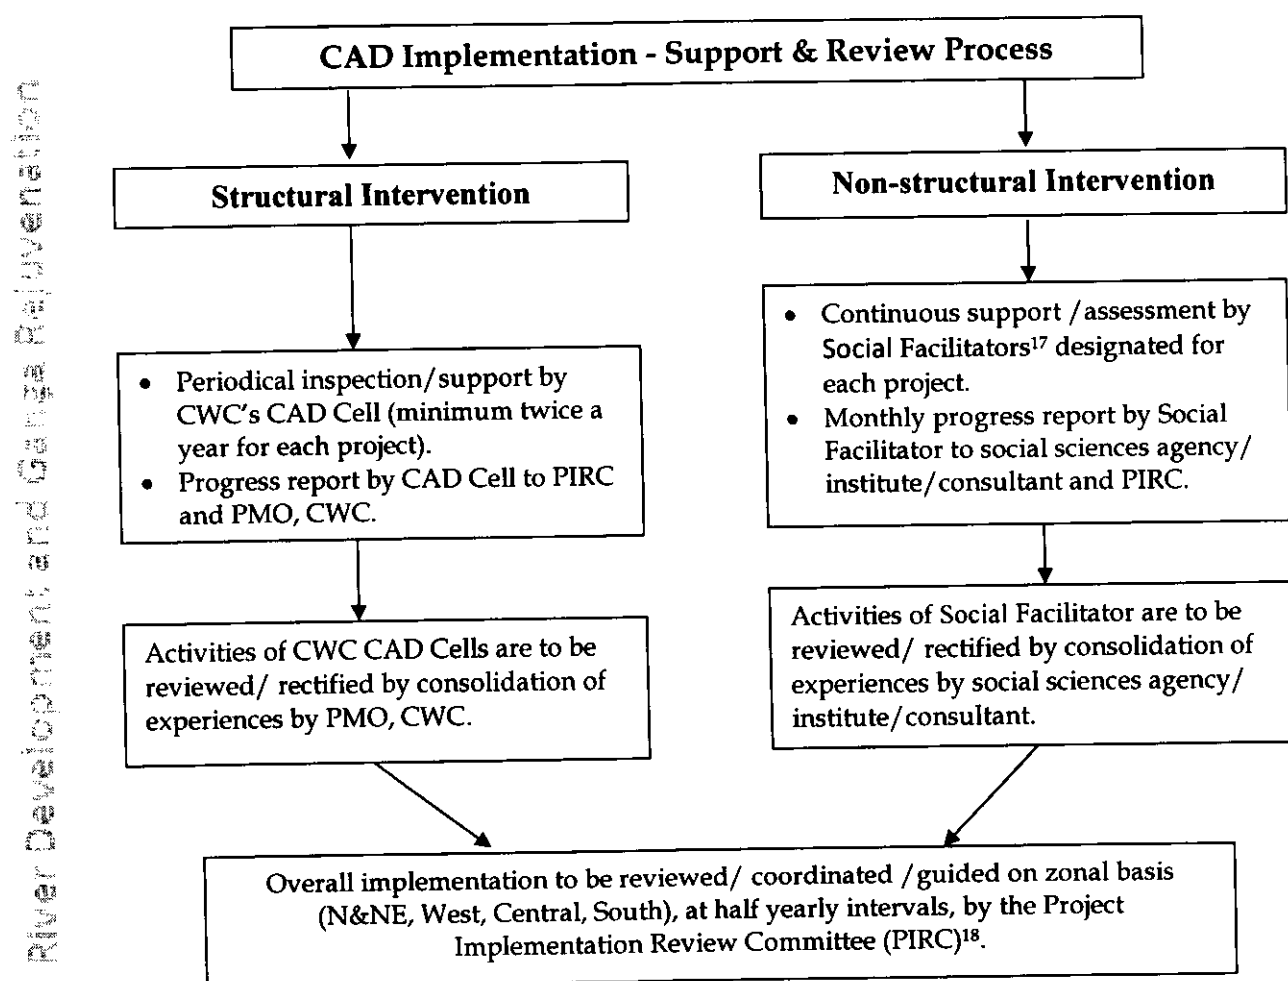 CAD Implementation - Support & Review Process
Structural Intervention
Non-structural Intervention
• Periodical inspection/support by
CWC's CAD Cell (minimum twice a
year for each project).
• Progress report by CAD Cell to PIRC
and PMO, CWC.
• Continuous support /assessment by
Social Facilitators¹⁷ designated for
each project.
• Monthly progress report by Social
Facilitator to social sciences agency/
institute/consultant and PIRC.
Activities of CWC CAD Cells are to be
reviewed/ rectified by consolidation of
experiences by PMO, CWC.
Activities of Social Facilitator are to be
reviewed/ rectified by consolidation of
experiences by social sciences agency/
institute/consultant.
Overall implementation to be reviewed/ coordinated /guided on zonal basis
(N&NE, West, Central, South), at half yearly intervals, by the Project
Implementation Review Committee (PIRC)¹⁸.
River Development and Ganga Rejuvenation